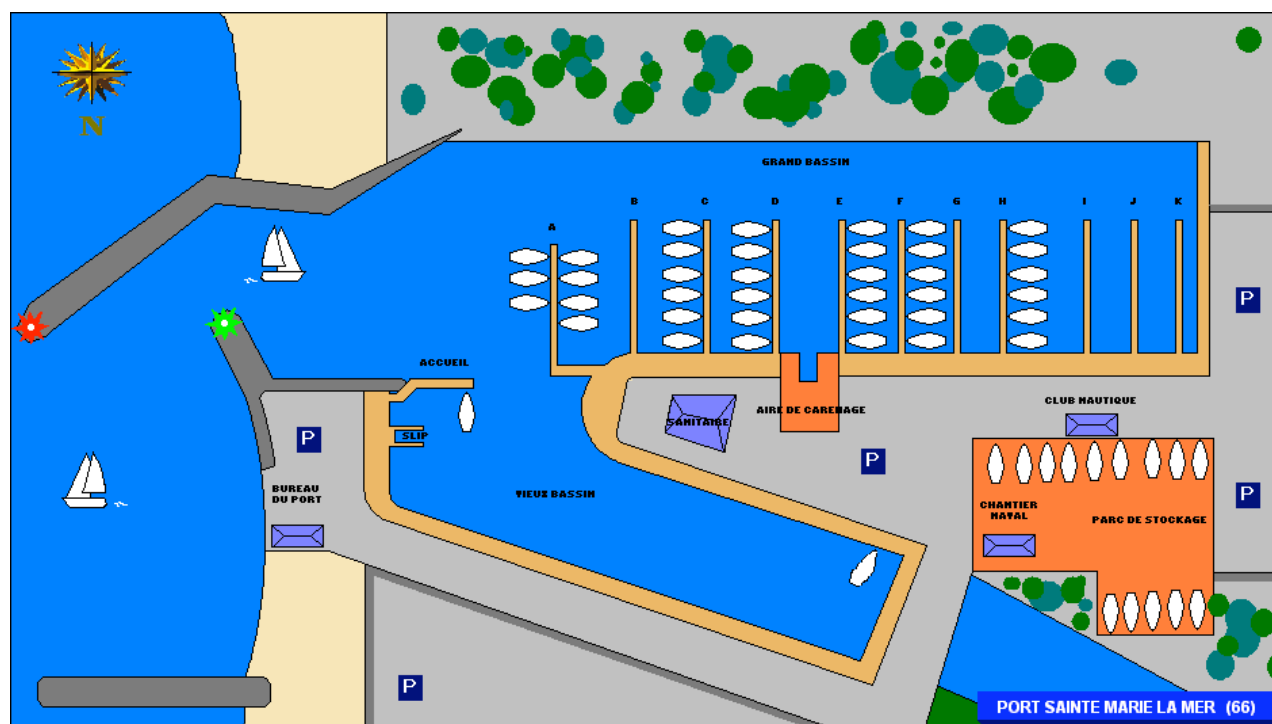 N
GRAND BASSIN
A
B
C
D
E
F
G
H
I
J
K
P
ACCUEIL
CLUB NAUTIQUE
AIRE DE CARENAGE
SANITAIRE
SLIP
P
P
BUREAU
DU PORT
VIEUX BASSIN
P
CHANTIER
NAVAL
PARC DE STOCKAGE
P
PORT SAINTE MARIE LA MER (66)